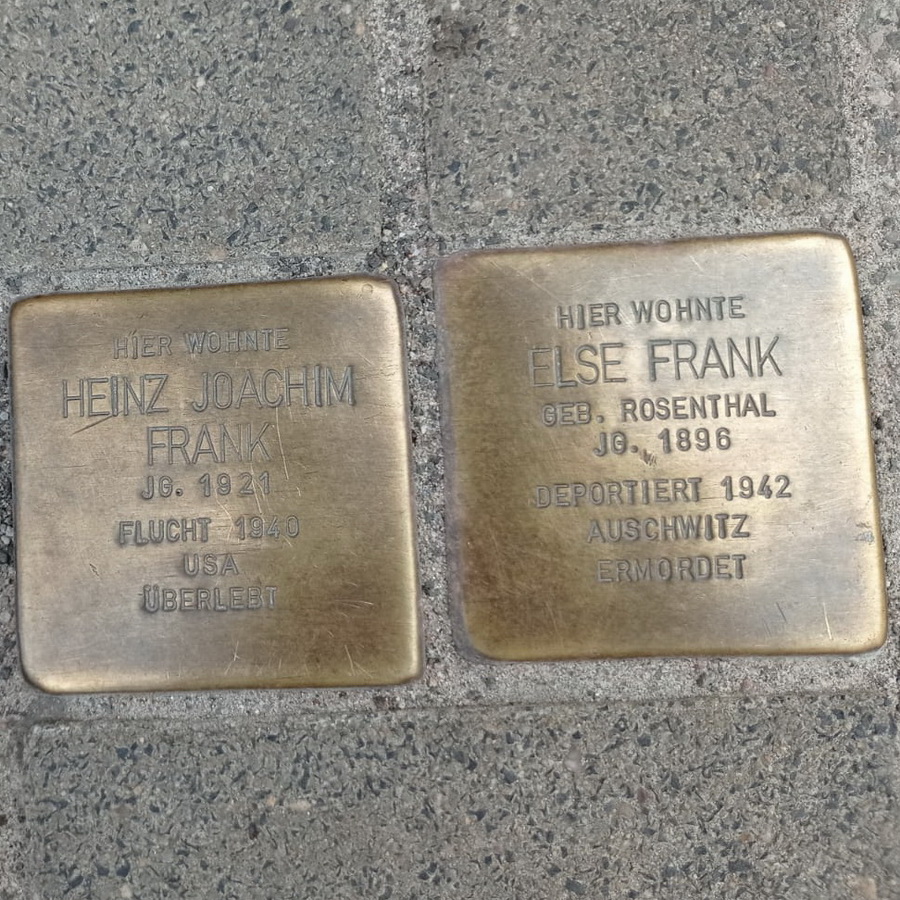 HIER WOHNTE
HEINZ JOACHIM
FRANK
JG. 1921
FLUCHT 1940
USA
ÜBERLEBT
HIER WOHNTE
ELSE FRANK
GEB. ROSENTHAL
JG. 1896
DEPORTIERT 1942
AUSCHWITZ
ERMORDET